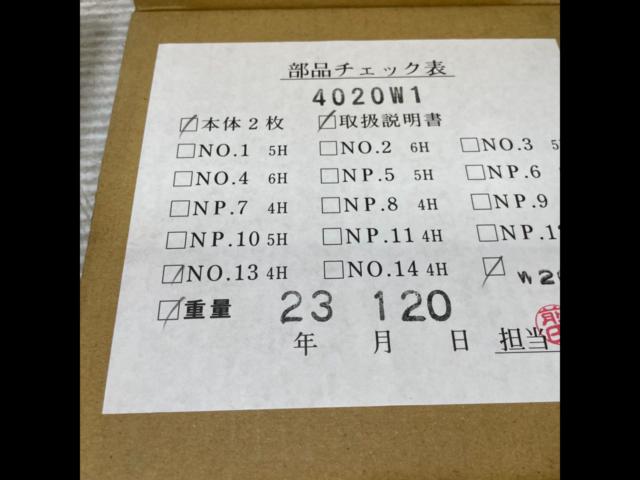 部品チェック表
4020W1
本体2枚 取扱説明書
NO.1 5H NO.2 6H NO.3
NO.4 6H NP.5 5H NP.6
NP.7 4H NP.8 4H NP.9
NP.10 5H NP.11 4H
NO.13 4H NO.14 4H
重量 23 1 20
年 月 日 担当